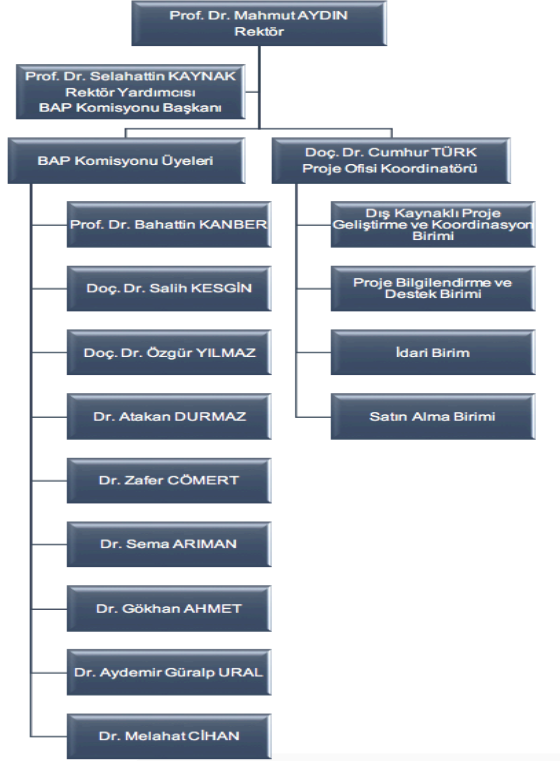 Prof. Dr. Mahmut AYDIN
Rektör
Prof. Dr. Selahattin KAYNAK
Rektör Yardımcısı
BAP Komisyonu Başkanı
BAP Komisyonu Üyeleri
Prof. Dr. Bahattin KANBER
Doç. Dr. Salih KESGİN
Doç. Dr. Özgür YILMAZ
Dr. Atakan DURMAZ
Dr. Zafer CÖMERT
Dr. Sema ARIMAN
Dr. Gökhan AHMET
Dr. Aydemir Güralp URAL
Dr. Melahat CİHAN
Doç. Dr. Cumhur TÜRK
Proje Ofisi Koordinatörü
Dış Kaynaklı Proje
Geliştirme ve Koordinasyon
Birimi
Proje Bilgilendirme ve
Destek Birimi
İdari Birim
Satın Alma Birimi